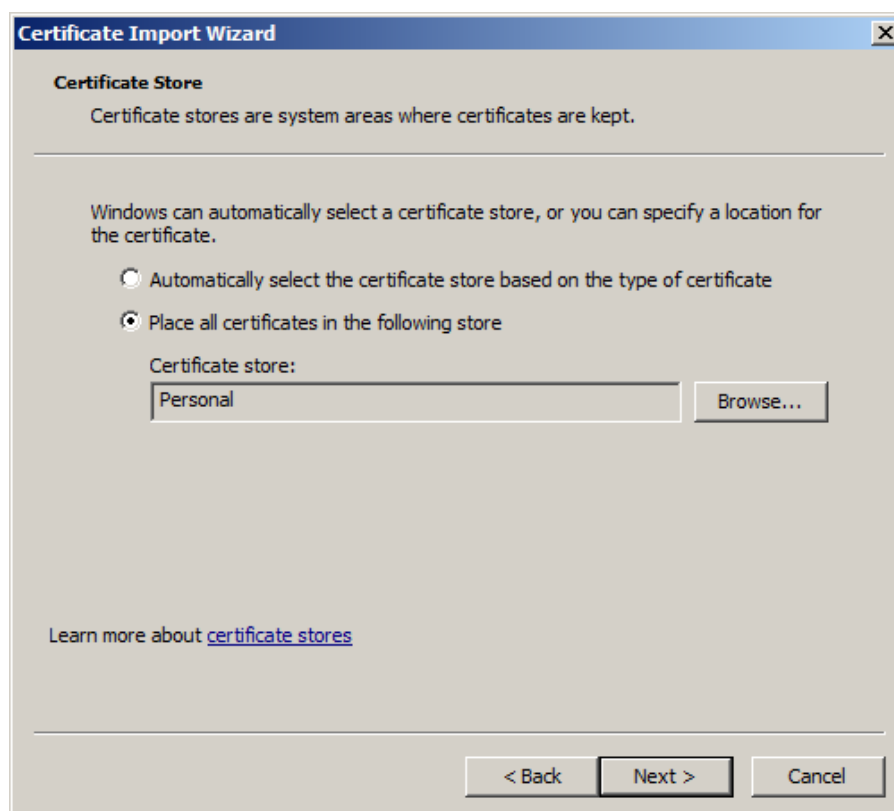 Certificate Import Wizard
Certificate Store
Certificate stores are system areas where certificates are kept.
Windows can automatically select a certificate store, or you can specify a location for
the certificate.
Automatically select the certificate store based on the type of certificate
Place all certificates in the following store
Certificate store:
Personal
Browse...
Learn more about certificate stores
< Back
Next >
Cancel